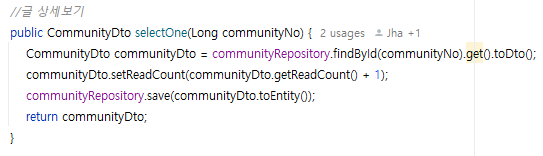 //글 상세보기
public CommunityDto selectOne(Long communityNo) { 2 usages Jha +1
CommunityDto communityDto = communityRepository.findById(communityNo).get().toDto();
communityDto.setReadCount(communityDto.getReadCount() + 1);
communityRepository.save(communityDto.toEntity());
return communityDto;
}